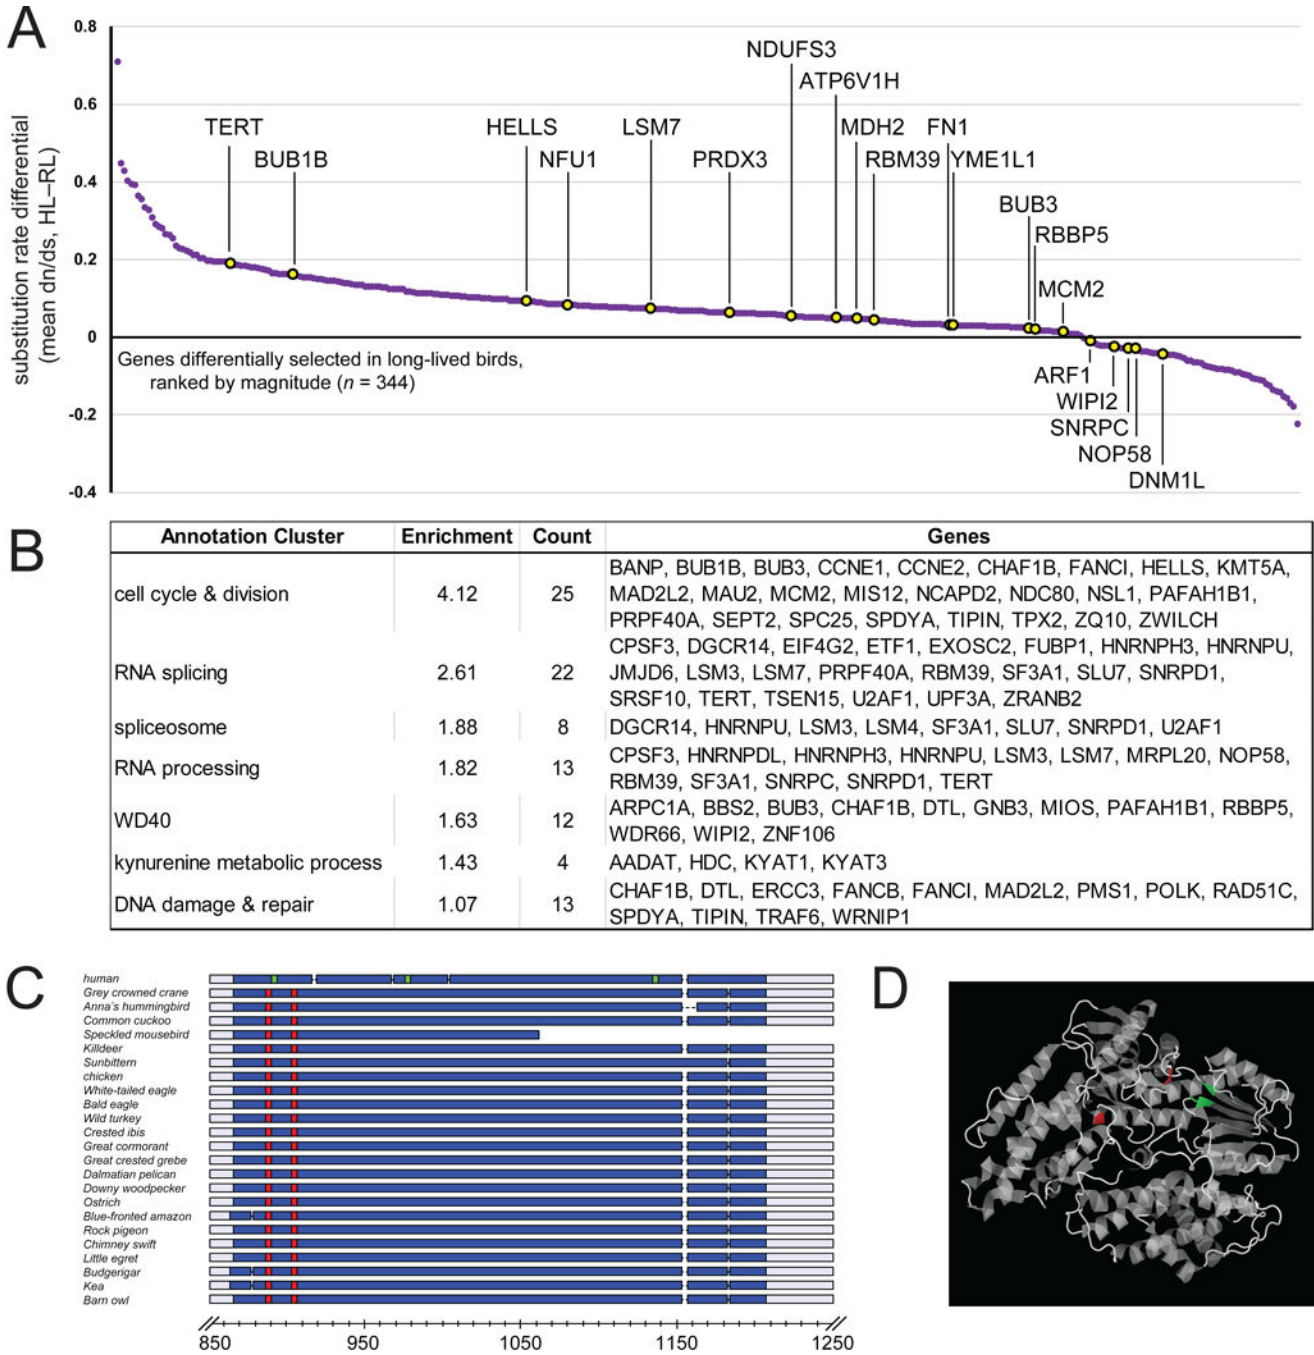 A
0.8
0.6
0.4
0.2
0
-0.2
-0.4
substitution rate differential
(mean dn/ds, HL–RL)
NDUFS3
ATP6V1H
TERT
HELLS
LSM7
MDH2
FN1
BUB1B
NFU1
PRDX3
RBM39
YME1L1
BUB3
RBBP5
MCM2
Genes differentially selected in long-lived birds,
ranked by magnitude (n = 344)
ARF1
WIPI2
SNRPC
NOP58
DNM1L
B
Annotation Cluster Enrichment Count Genes
cell cycle & division 4.12 25
BANP, BUB1B, BUB3, CCNE1, CCNE2, CHAF1B, FANCI, HELLS, KMT5A,
MAD2L2, MAU2, MCM2, MIS12, NCAPD2, NDC80, NSL1, PAFAH1B1,
PRPF40A, SEPT2, SPC25, SPDYA, TIPIN, TPX2, ZQ10, ZWILCH
RNA splicing 2.61 22
CPSF3, DGCR14, EIF4G2, ETF1, EXOSC2, FUBP1, HNRNPH3, HNRNPU,
JMJD6, LSM3, LSM7, PRPF40A, RBM39, SF3A1, SLU7, SNRPD1,
SRSF10, TERT, TSEN15, U2AF1, UPF3A, ZRANB2
spliceosome 1.88 8 DGCR14, HNRNPU, LSM3, LSM4, SF3A1, SLU7, SNRPD1, U2AF1
RNA processing 1.82 13
CPSF3, HNRNPDL, HNRNPH3, HNRNPU, LSM3, LSM7, MRPL20, NOP58,
RBM39, SF3A1, SNRPC, SNRPD1, TERT
WD40 1.63 12
ARPC1A, BBS2, BUB3, CHAF1B, DTL, GNB3, MIOS, PAFAH1B1, RBBP5,
WDR66, WIPI2, ZNF106
kynurenine metabolic process 1.43 4 AADAT, HDC, KYAT1, KYAT3
DNA damage & repair 1.07 13
CHAF1B, DTL, ERCC3, FANCB, FANCI, MAD2L2, PMS1, POLK, RAD51C,
SPDYA, TIPIN, TRAF6, WRNIP1
C
human
Grey crowned crane
Anna's hummingbird
Common cuckoo
Speckled mousebird
Killdeer
Sunbittern
chicken
White-tailed eagle
Bald eagle
Wild turkey
Crested ibis
Great cormorant
Great crested grebe
Dalmatian pelican
Downy woodpecker
Ostrich
Blue-fronted amazon
Rock pigeon
Chimney swift
Little egret
Budgerigar
Kea
Barn owl
850 950 1050 1150 1250
D